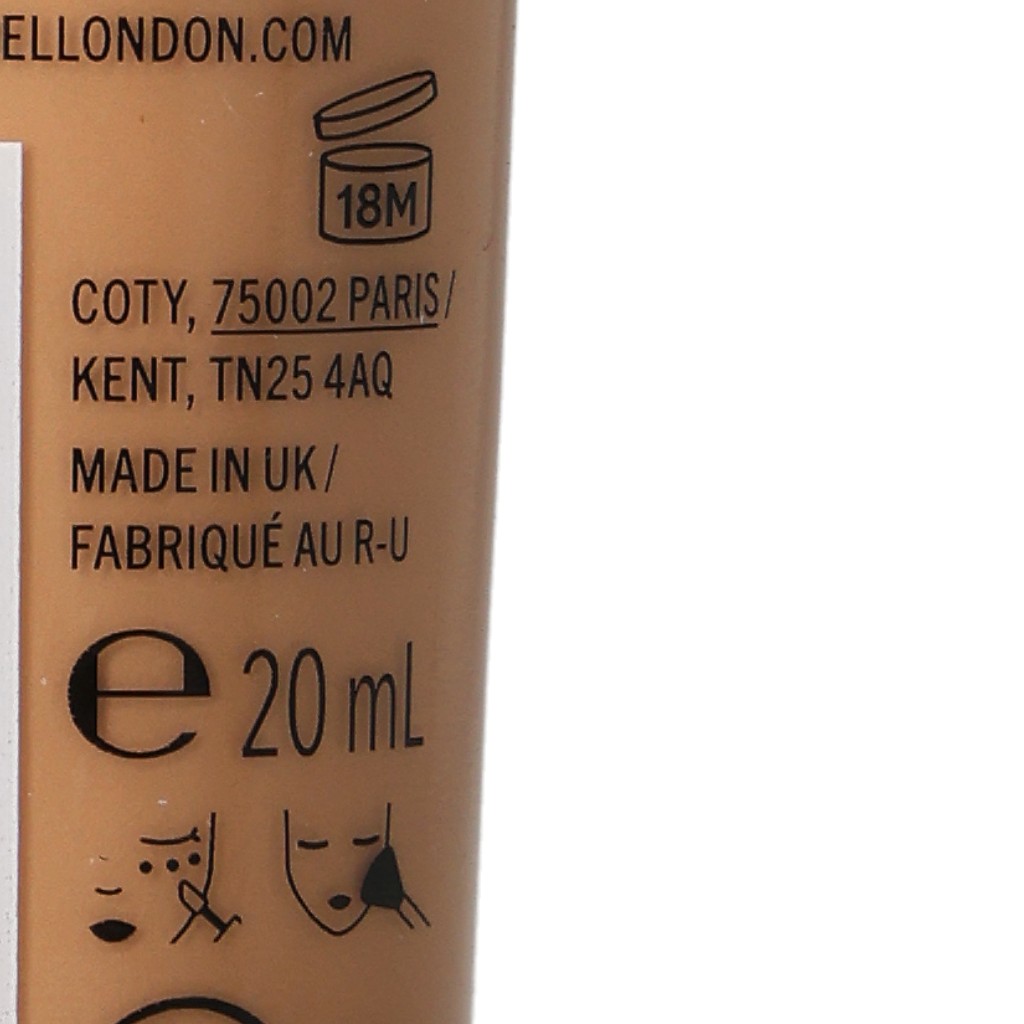 ELLONDON.COM
18M
COTY, 75002 PARIS/
KENT, TN25 4AQ
MADE IN UK/
FABRIQUÉ AU R-U
e 20 mL